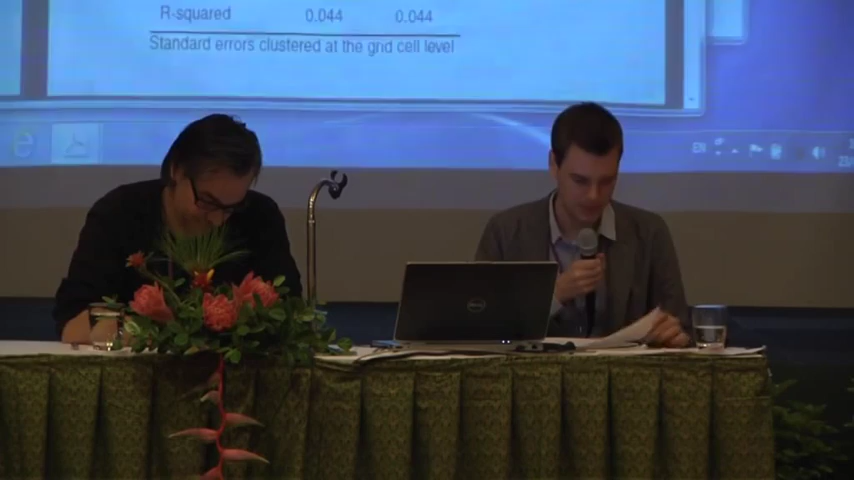 R-squared 0.044 0.044
Standard errors clustered at the grid cell level
EN
DELL